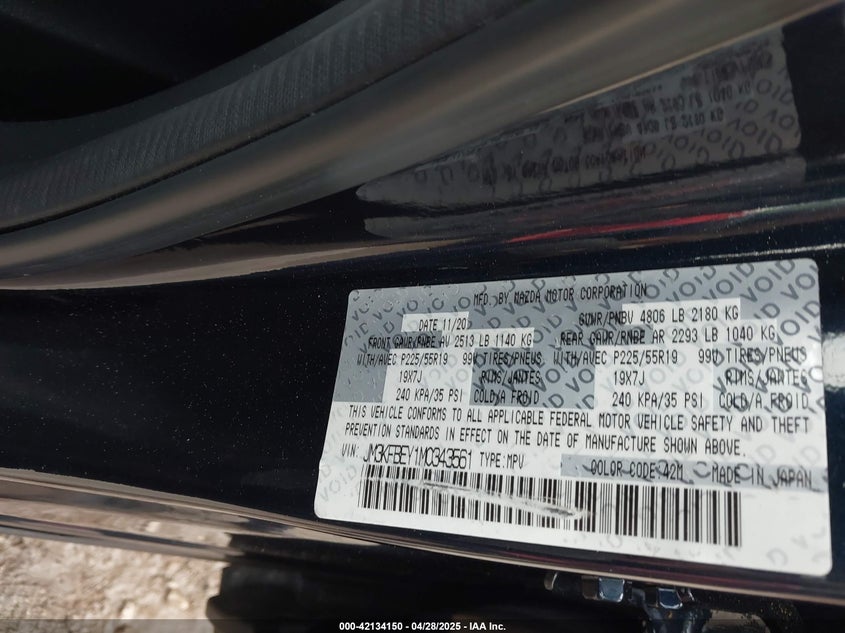 MFD. BY MAZDA MOTOR CORPORATION
DATE 11/20 GVWR/PNBV 4806 LB 2180 KG
FRONT GAWR/PNBE AV 2513 LB 1140 KG REAR GAWR/PNBE AR 2293 LB 1040 KG
WITH/AVEC P225/55R19 99V TIRES/PNEUS WITH/AVEC P225/55R19 99V TIRES/PNEUS
19X7J RIMS/JANTES 19X7J RIMS/JANTES
240 KPA/35 PSI COLD/A FROID 240 KPA/35 PSI COLD/A FROID
THIS VEHICLE CONFORMS TO ALL APPLICABLE FEDERAL MOTOR VEHICLE SAFETY AND THEFT
PREVENTION STANDARDS IN EFFECT ON THE DATE OF MANUFACTURE SHOWN ABOVE.
VIN: JM3KFBEY1M0343561 TYPE:MPV COLOR CODE:42M MADE IN JAPAN
000-42134150 - 04/28/2025 - IAA Inc.